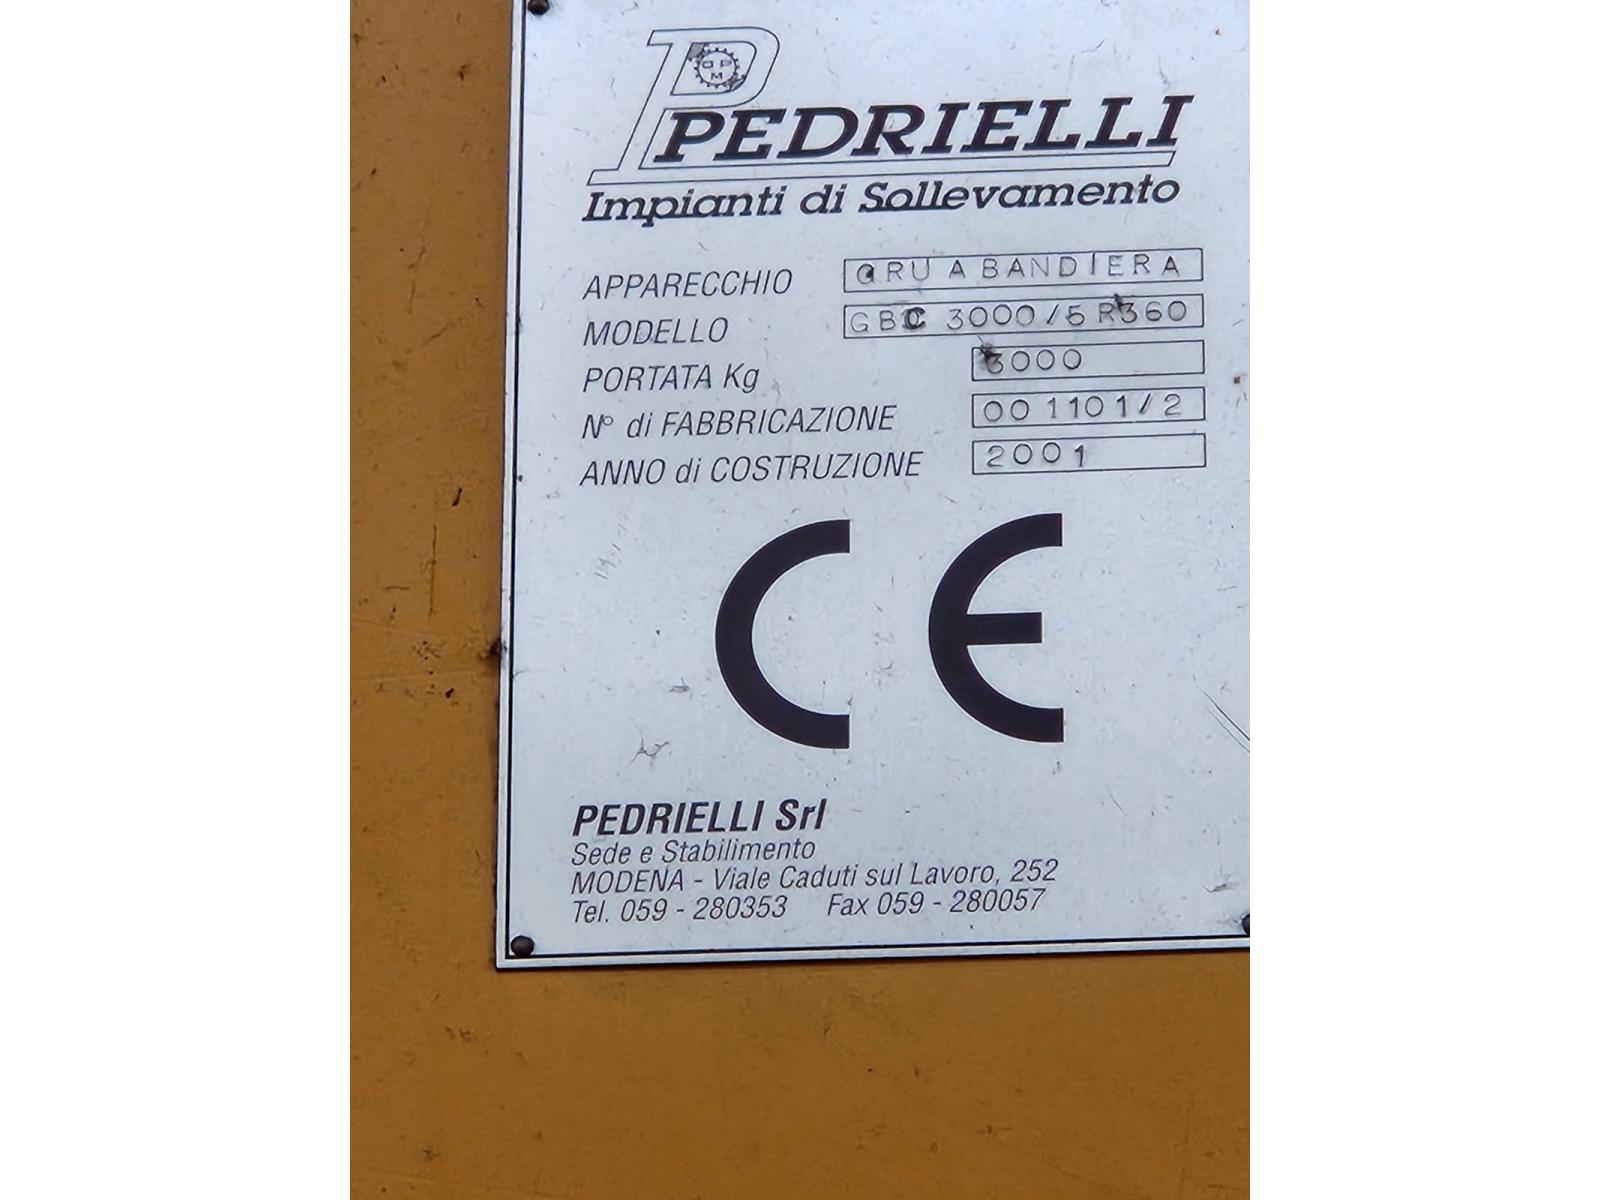 PEDRIELLI
Impianti di Sollevamento
APPARECCHIO GRU A BANDIERA
MODELLO GBC 3000/5 R360
PORTATA Kg 3000
N° di FABBRICAZIONE 001101/2
ANNO di COSTRUZIONE 2001
CE
PEDRIELLI Srl
Sede e Stabilimento
MODENA - Viale Caduti sul Lavoro, 252
Tel. 059 - 280353 Fax 059 - 280057